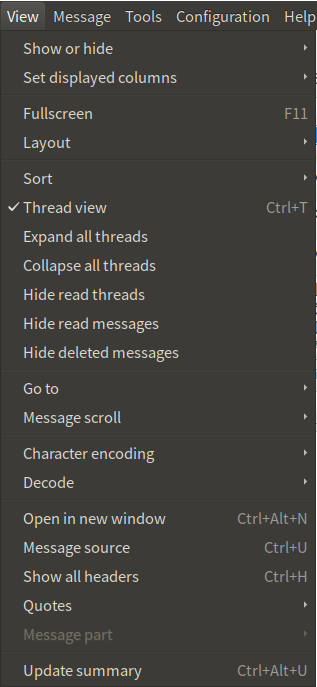 View Message Tools Configuration Help
Show or hide
Set displayed columns
Fullscreen F11
Layout
Sort
Thread view Ctrl+T
Expand all threads
Collapse all threads
Hide read threads
Hide read messages
Hide deleted messages
Go to
Message scroll
Character encoding
Decode
Open in new window Ctrl+Alt+N
Message source Ctrl+U
Show all headers Ctrl+H
Quotes
Message part
Update summary Ctrl+Alt+U